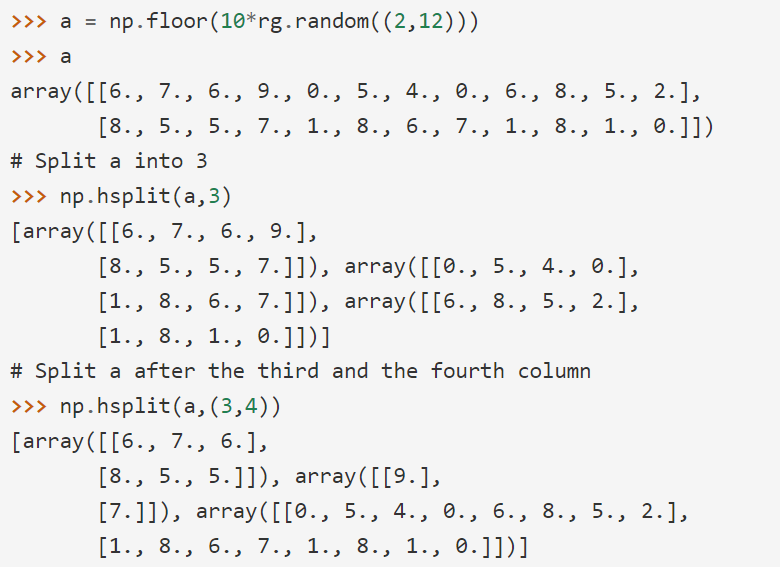 >>> a = np.floor(10*rg.random((2,12)))
>>> a
array([[6., 7., 6., 9., 0., 5., 4., 0., 6., 8., 5., 2.],
       [8., 5., 5., 7., 1., 8., 6., 7., 1., 8., 1., 0.]])
# Split a into 3
>>> np.hsplit(a,3)
[array([[6., 7., 6., 9.],
       [8., 5., 5., 7.]]), array([[0., 5., 4., 0.],
       [1., 8., 6., 7.]]), array([[6., 8., 5., 2.],
       [1., 8., 1., 0.]])]
# Split a after the third and the fourth column
>>> np.hsplit(a,(3,4))
[array([[6., 7., 6.],
       [8., 5., 5.]]), array([[9.],
       [7.]]), array([[0., 5., 4., 0., 6., 8., 5., 2.],
       [1., 8., 6., 7., 1., 8., 1., 0.]])]